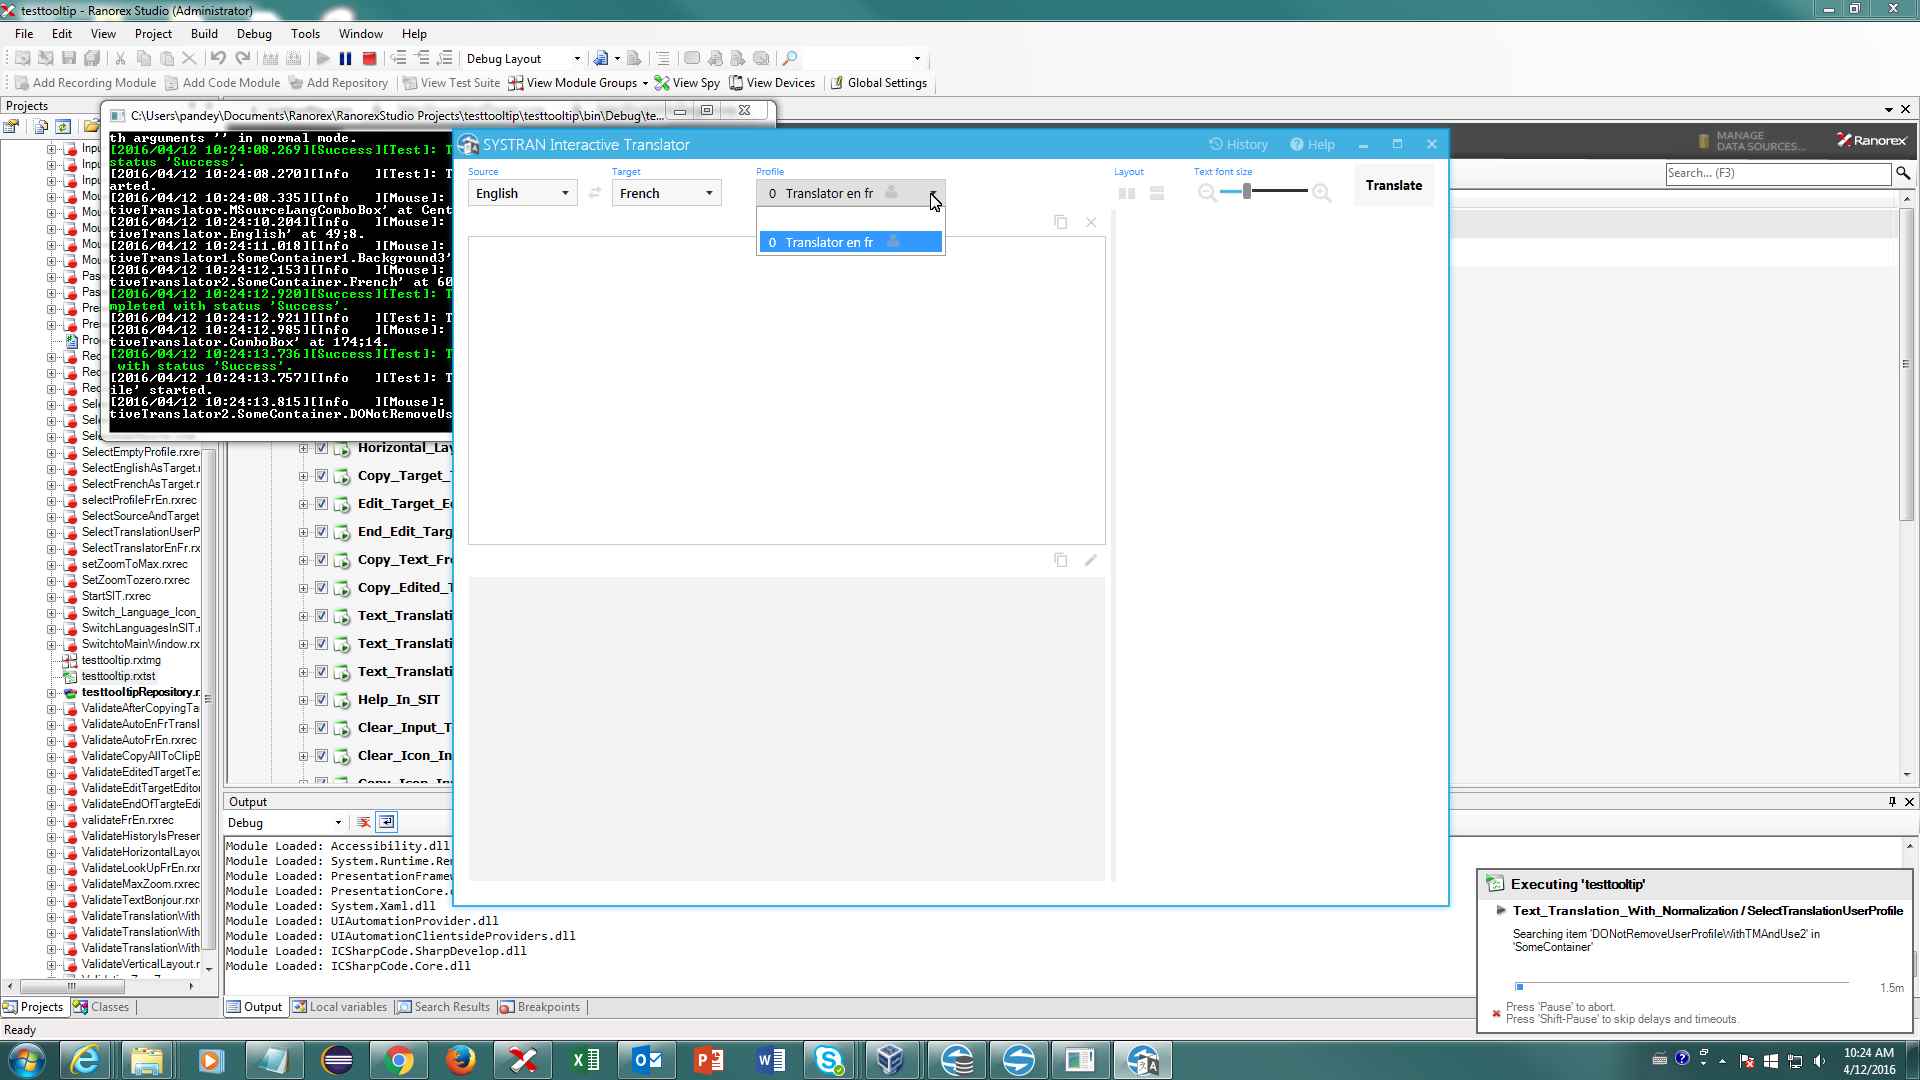 testtooltip - Ranorex Studio (Administrator)
File Edit View Project Build Debug Tools Window Help
Debug Layout
Add Recording Module Add Code Module Add Repository View Test Suite View Module Groups View Spy View Devices Global Settings
Projects
C:\Users\pandey\Documents\Ranorex\RanorexStudio Projects\testtooltip\testtooltip\bin\Debug\te...
MANAGE
DATA SOURCES...
Ranorex
Search... (F3)
th arguments '' in normal mode.
[2016/04/12 10:24:08.269][Success][Test]: T
status 'Success'.
[2016/04/12 10:24:08.270][Info ][Test]: T
arted.
[2016/04/12 10:24:08.335][Info ][Mouse]:
tiveTranslator.MSourceLangComboBox' at Cent
[2016/04/12 10:24:10.204][Info ][Mouse]:
tiveTranslator.English' at 49;8.
[2016/04/12 10:24:11.018][Info ][Mouse]:
tiveTranslator1.SomeContainer1.Background3'
[2016/04/12 10:24:12.153][Info ][Mouse]:
tiveTranslator2.SomeContainer.French' at 60
[2016/04/12 10:24:12.920][Success][Test]: T
mpleted with status 'Success'.
[2016/04/12 10:24:12.921][Info ][Test]: T
[2016/04/12 10:24:12.985][Info ][Mouse]:
tiveTranslator.ComboBox' at 174;14.
[2016/04/12 10:24:13.736][Success][Test]: T
with status 'Success'.
[2016/04/12 10:24:13.757][Info ][Test]: T
ile' started.
[2016/04/12 10:24:13.815][Info ][Mouse]:
tiveTranslator2.SomeContainer.DONotRemoveUs
SYSTRAN Interactive Translator
History Help
Source Target Profile Layout Text font size
English French 0 Translator en fr Translate
0 Translator en fr
Inpu
Inpu
Inpu
Mou
Mou
Mou
Mou
Mou
Pas
Pas
Pre
Pre
Pro
Rec
Rec
Rec
Sel
Sel
SelectEmptyProfile.rxre
SelectEnglishAsTarget.r
SelectFrenchAsTarget.r
selectProfileFrEn.rxrec
SelectSourceAndTarget
SelectTranslationUserP
SelectTranslatorEnFr.rx
setZoomToMax.rxrec
SetZoomTozero.rxrec
StartSIT.rxrec
Switch_Language_Icon_
SwitchLanguagesInSIT.r
SwitchtoMainWindow.rx
testtooltip.rxtmg
testtooltip.rxtst
testtooltipRepository.r
ValidateAfterCopyingTa
ValidateAutoEnFrTransl
ValidateAutoFrEn.rxrec
ValidateCopyAllToClipB
ValidateEditedTargetTe
ValidateEditTargetEditor
ValidateEndOfTargteEdi
validateFrEn.rxrec
ValidateHistoryIsPreser
ValidateHorizontalLayou
ValidateLookUpFrEn.rxr
ValidateMaxZoom.rxrec
ValidateTextBonjour.rxr
ValidateTranslationWith
ValidateTranslationWith
ValidateTranslationWith
ValidateVerticalLayout.r
Horizontal_Lay
Copy_Target_
Edit_Target_E
End_Edit_Targ
Copy_Text_Fr
Copy_Edited_
Text_Translati
Text_Translati
Text_Translati
Help_In_SIT
Clear_Input_T
Clear_Icon_In
Output
Debug
Module Loaded: Accessibility.dll
Module Loaded: System.Runtime.Re
Module Loaded: PresentationFrame
Module Loaded: PresentationCore.
Module Loaded: System.Xaml.dll
Module Loaded: UIAutomationProvider.dll
Module Loaded: UIAutomationClientsideProviders.dll
Module Loaded: ICSharpCode.SharpDevelop.dll
Module Loaded: ICSharpCode.Core.dll
Executing 'testtooltip'
Text_Translation_With_Normalization / SelectTranslationUserProfile
Searching item 'DONotRemoveUserProfileWithTMAndUse2' in
'SomeContainer'
1.5m
Press 'Pause' to abort.
Press 'Shift-Pause' to skip delays and timeouts.
Projects Classes
Output Local variables Search Results Breakpoints
Ready
10:24 AM
4/12/2016